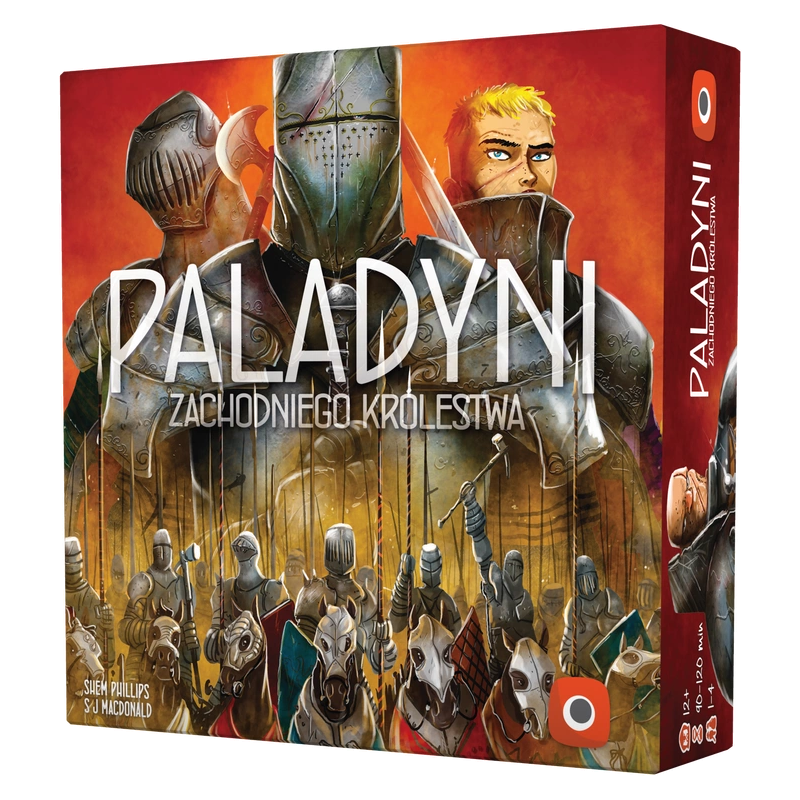 PALADYNI
ZACHODNIEGO KRÓLESTWA
SHEM PHILLIPS
S·J MACDONALD
PALADYNI
ZACHODNIEGO KRÓLESTWA
12+
90-120 min
1-4